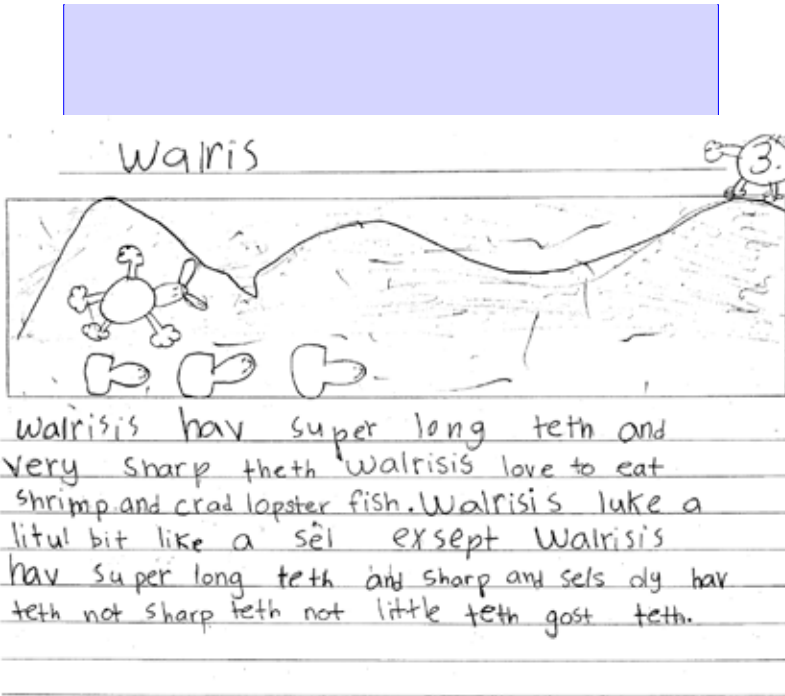 Walris
3.
walrisis hav super long teth and
very sharp theth Walrisis love to eat
shrimp and crad lopster fish. Walrisis luke a
litul bit like a sel exsept Walrisis
hav super long teth and sharp and sels oly hav
teth not sharp teth not little teth gost teth.